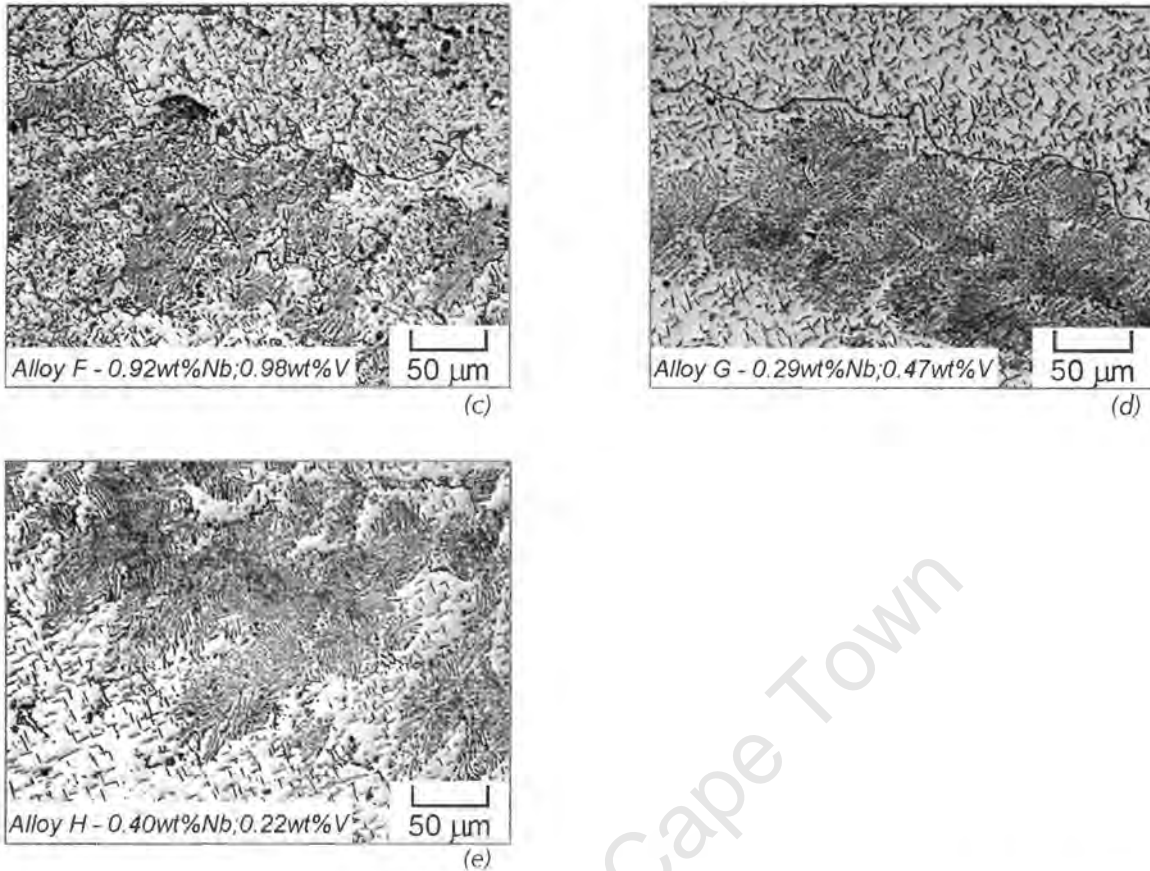 Alloy F - 0.92wt%Nb;0.98wt%V
50 µm
(c)
Alloy G - 0.29wt%Nb;0.47wt%V
50 µm
(d)
Alloy H - 0.40wt%Nb;0.22wt%V
50 µm
(e)
Cape Town